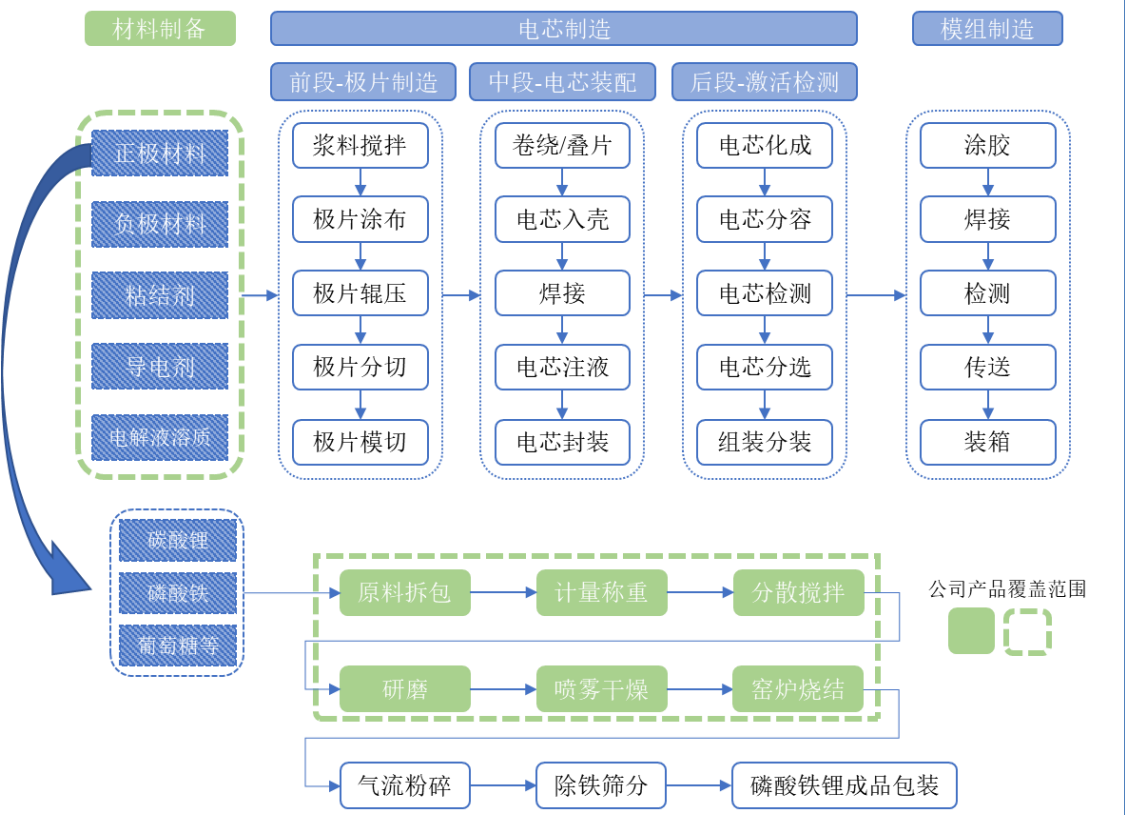 材料制备
电芯制造
模组制造
前段-极片制造
中段-电芯装配
后段-激活检测
正极材料
负极材料
粘结剂
导电剂
电解液溶质
浆料搅拌
极片涂布
极片辊压
极片分切
极片模切
卷绕/叠片
电芯入壳
焊接
电芯注液
电芯封装
电芯化成
电芯分容
电芯检测
电芯分选
组装分装
涂胶
焊接
检测
传送
装箱
碳酸锂
磷酸铁
葡萄糖等
原料拆包
计量称重
分散搅拌
研磨
喷雾干燥
窑炉烧结
气流粉碎
除铁筛分
磷酸铁锂成品包装
公司产品覆盖范围